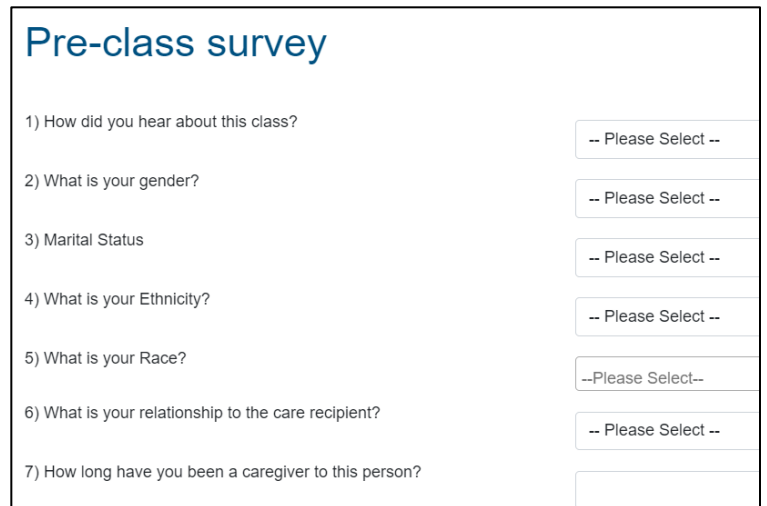 Pre-class survey
1) How did you hear about this class?
-- Please Select --
2) What is your gender?
-- Please Select --
3) Marital Status
-- Please Select --
4) What is your Ethnicity?
-- Please Select --
5) What is your Race?
--Please Select--
6) What is your relationship to the care recipient?
-- Please Select --
7) How long have you been a caregiver to this person?